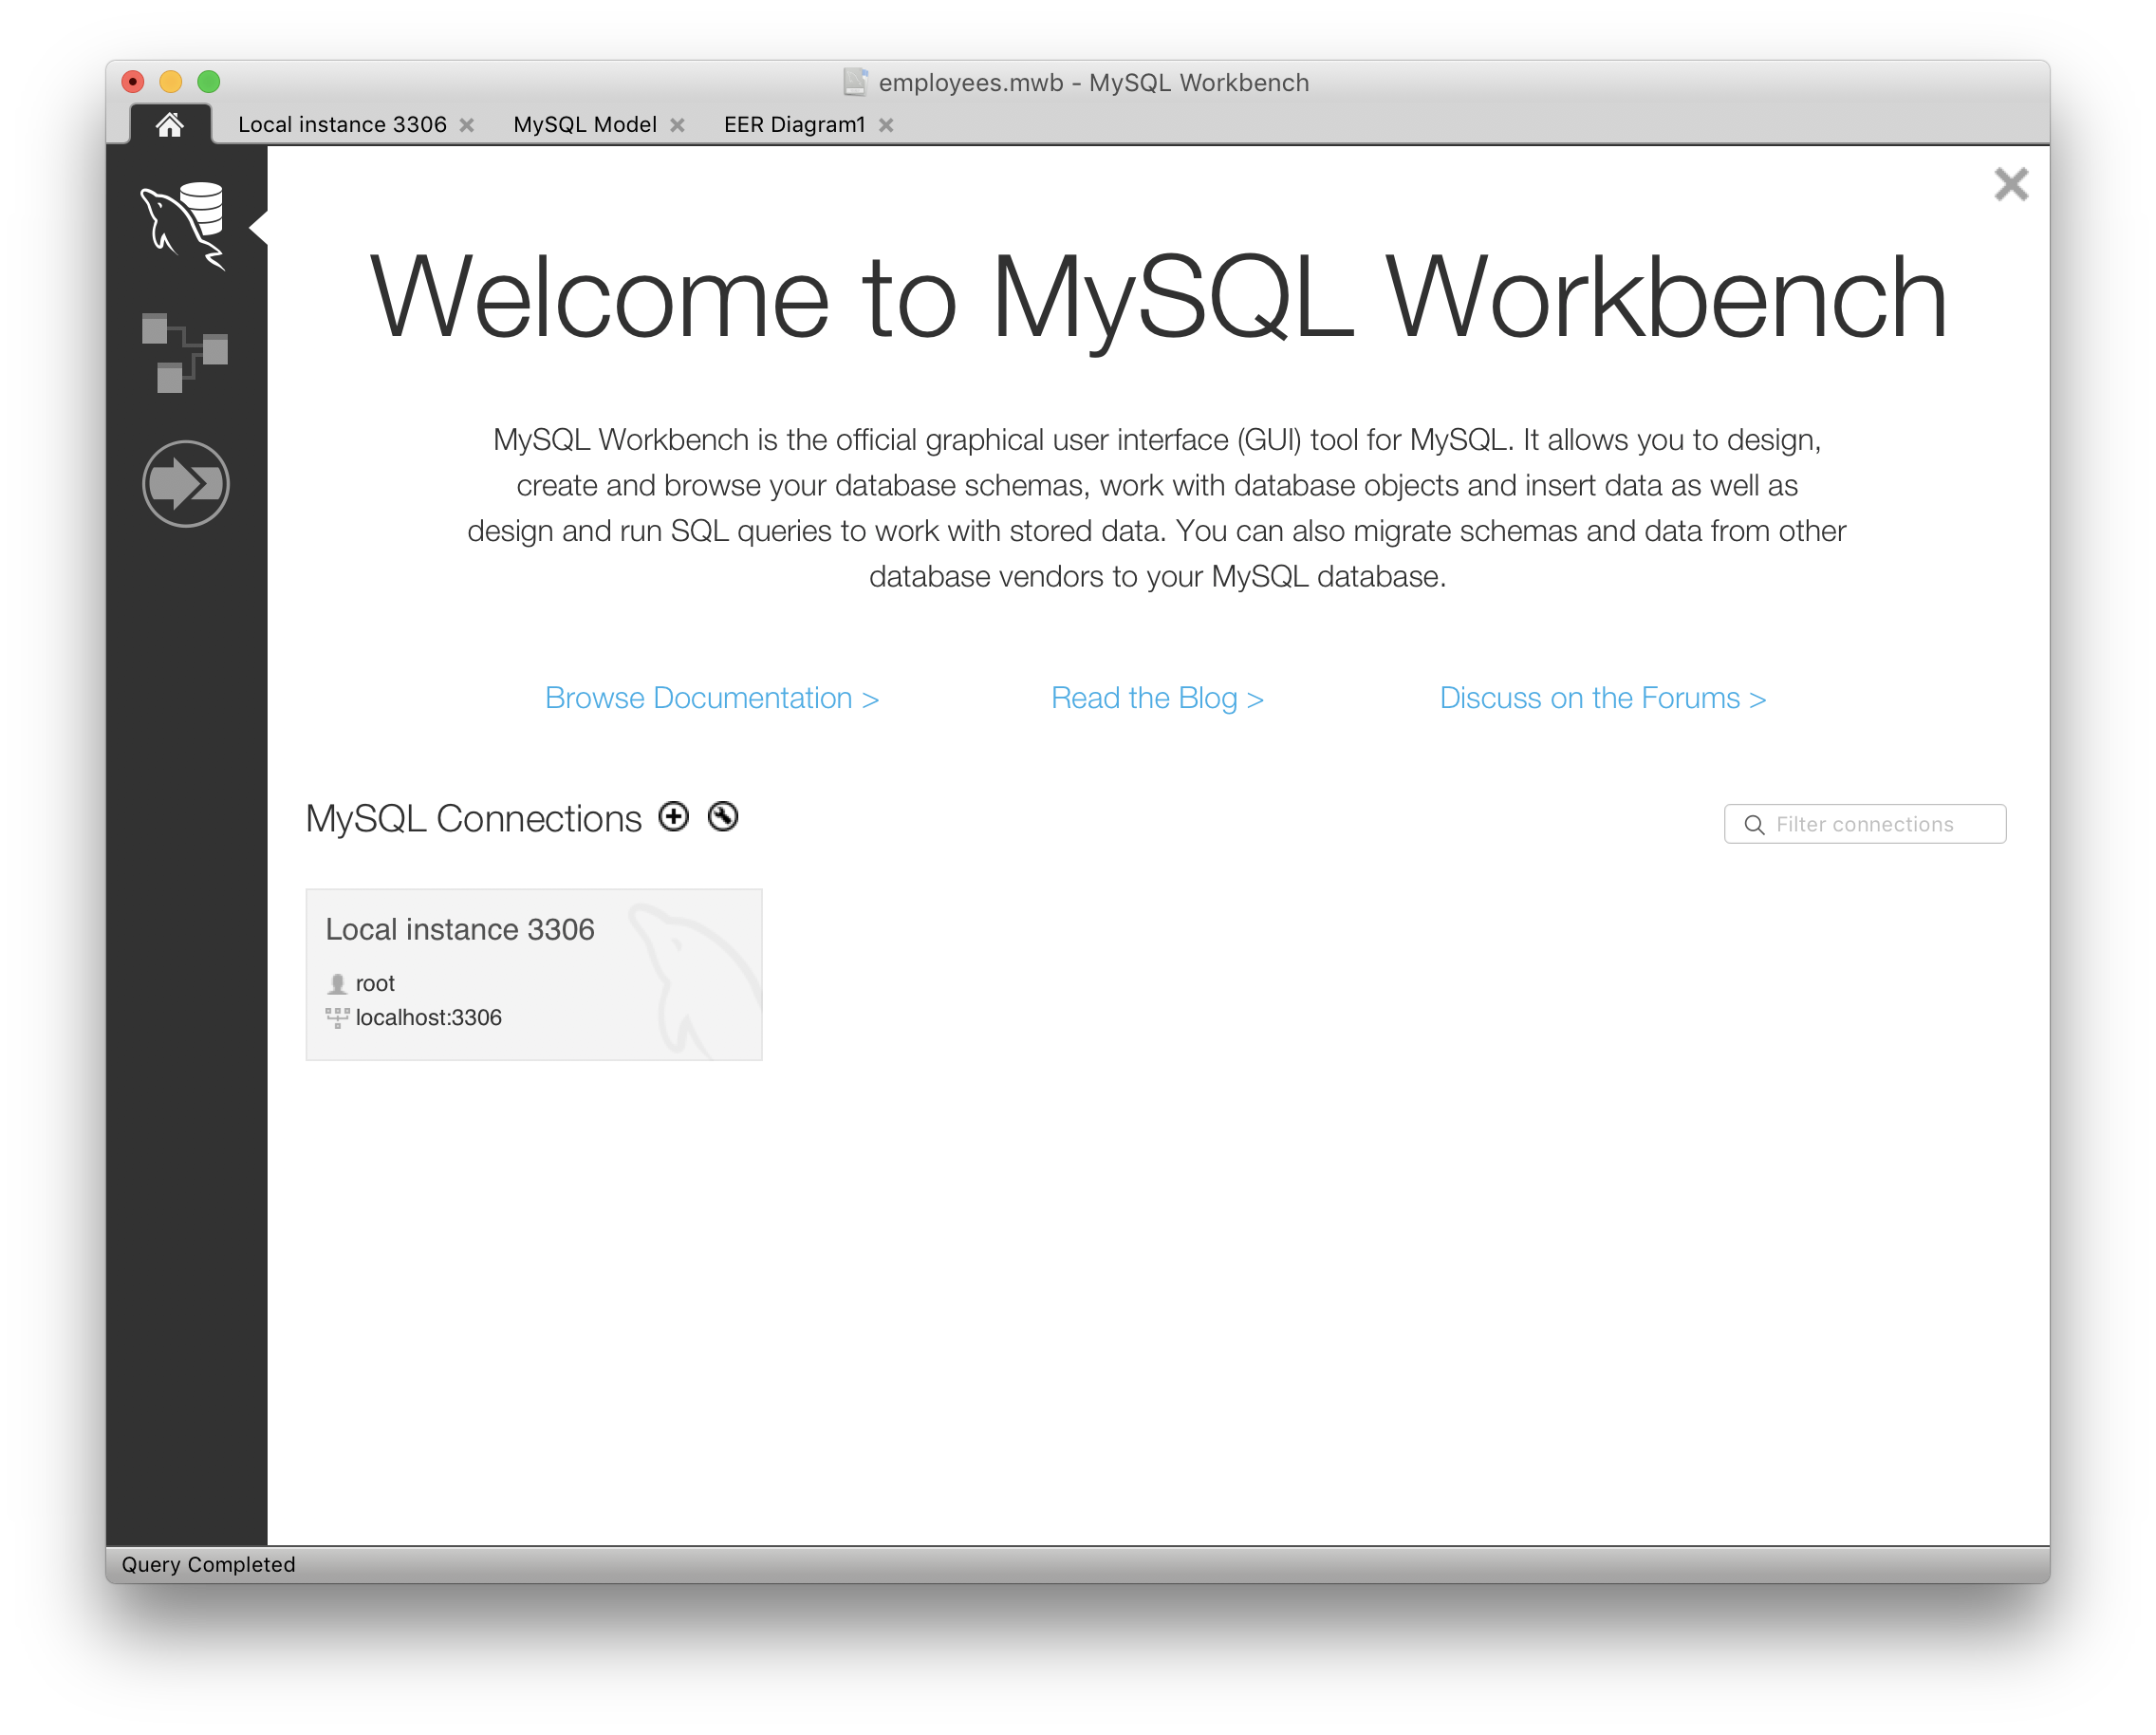 employees.mwb - MySQL Workbench
Local instance 3306 MySQL Model EER Diagram1
Welcome to MySQL Workbench
MySQL Workbench is the official graphical user interface (GUI) tool for MySQL. It allows you to design,
create and browse your database schemas, work with database objects and insert data as well as
design and run SQL queries to work with stored data. You can also migrate schemas and data from other
database vendors to your MySQL database.
Browse Documentation > Read the Blog > Discuss on the Forums >
MySQL Connections
Filter connections
Local instance 3306
root
localhost:3306
Query Completed